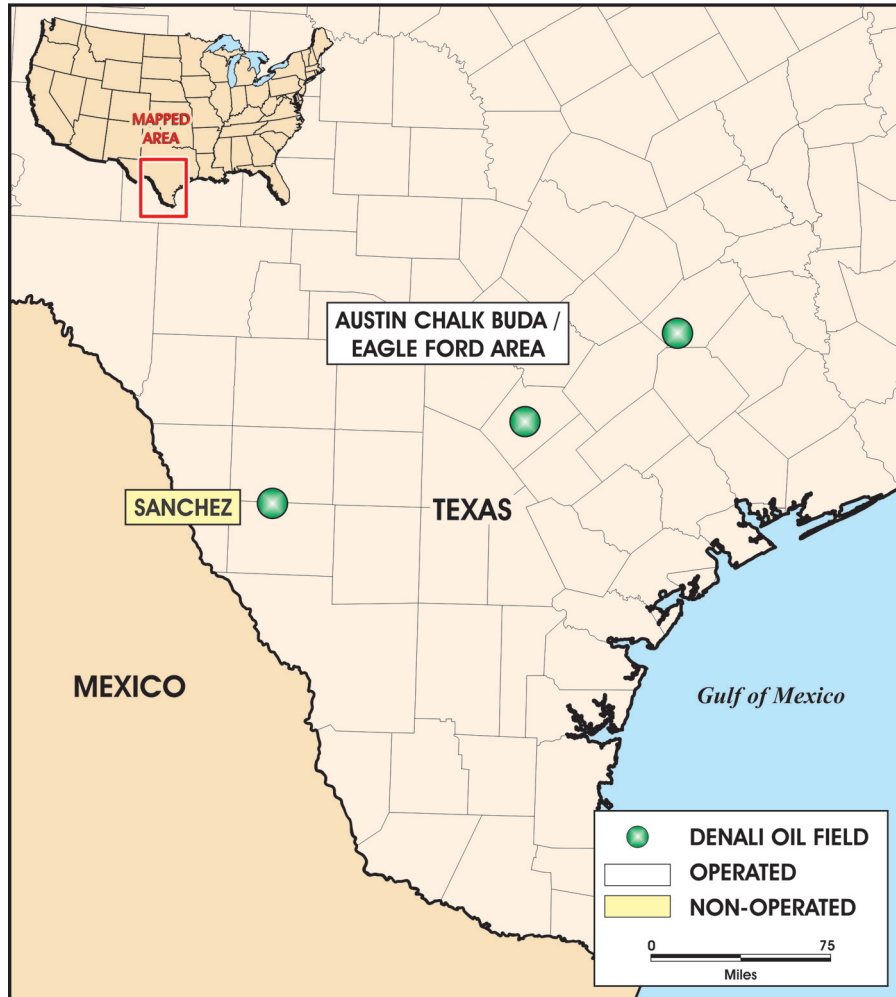 MAPPED
AREA
AUSTIN CHALK BUDA /
EAGLE FORD AREA
SANCHEZ
TEXAS
MEXICO
Gulf of Mexico
DENALI OIL FIELD
OPERATED
NON-OPERATED
0 75
Miles